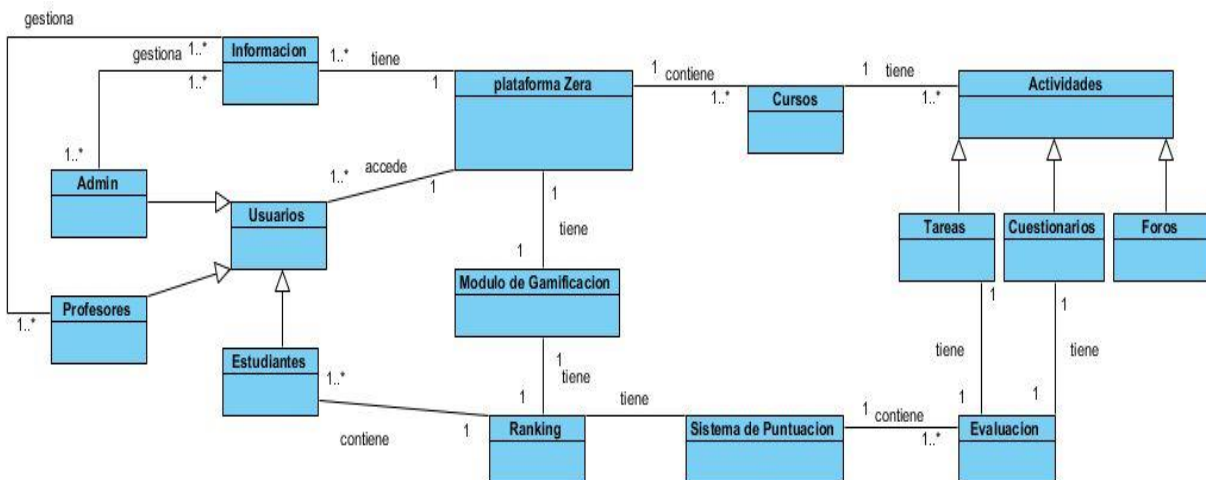 gestiona
gestiona
1..*
1..*
Informacion
1..*
tiene
1
plataforma Zera
1
contiene
1..*
Cursos
1
tiene
1..*
Actividades
1..*
Admin
Usuarios
1..*
accede
1
1
tiene
1
Tareas
Cuestionarios
Foros
Modulo de Gamificacion
Profesores
1..*
1
1
tiene
tiene
Estudiantes
1..*
contiene
1
1
tiene
1
Ranking
tiene
Sistema de Puntuacion
1
contiene
1..*
1
1
Evaluacion